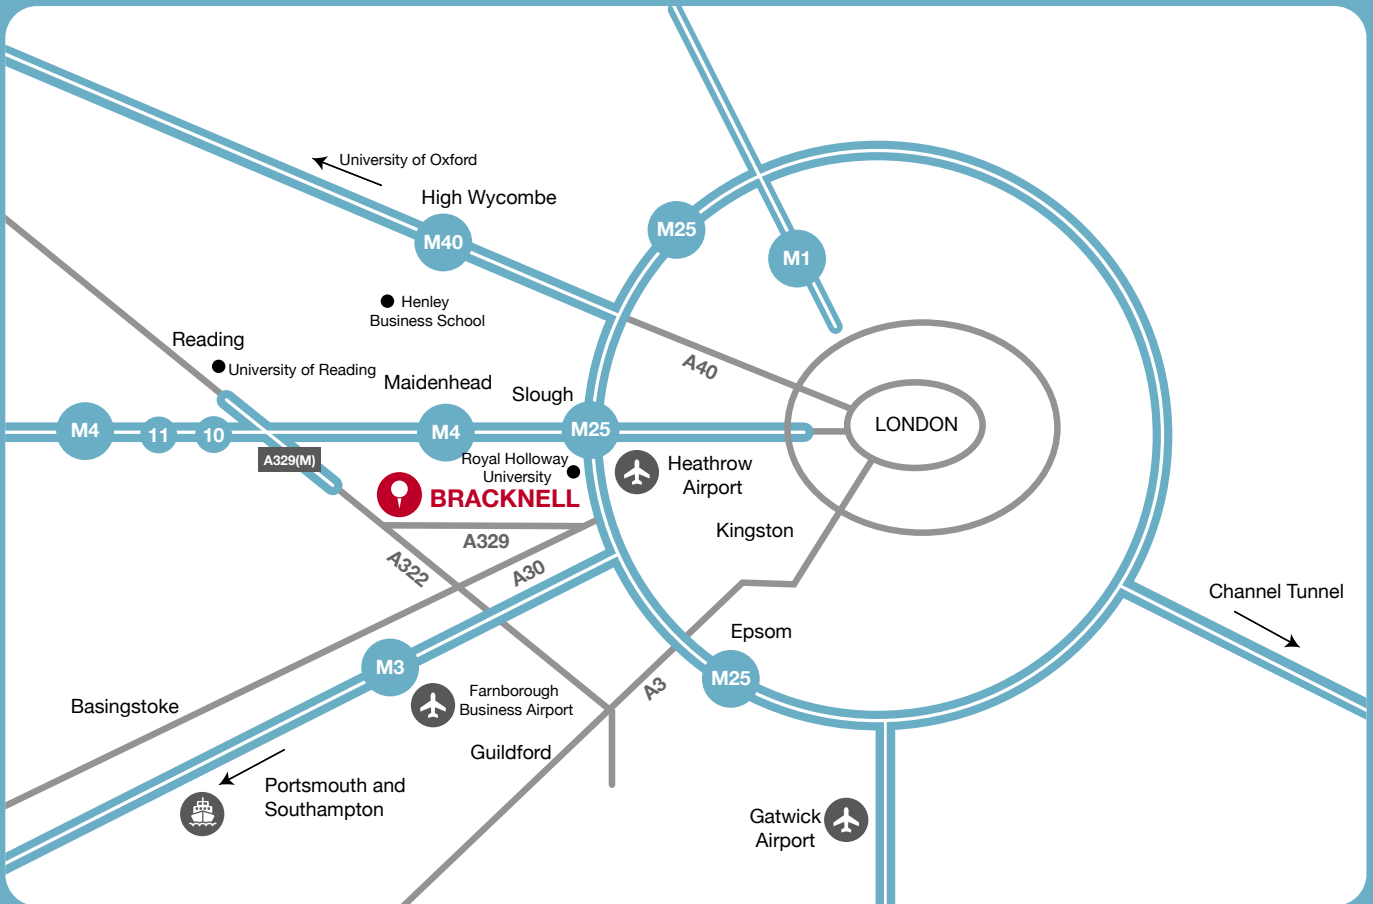 University of Oxford
High Wycombe
M40
M25
M1
Henley
Business School
Reading
University of Reading
A40
Maidenhead
Slough
M4
11
10
M4
M25
LONDON
A329(M)
Royal Holloway
University
Heathrow
Airport
BRACKNELL
Kingston
A329
A322
A30
Channel Tunnel
Epsom
M3
M25
A3
Farnborough
Business Airport
Basingstoke
Guildford
Portsmouth and
Southampton
Gatwick
Airport